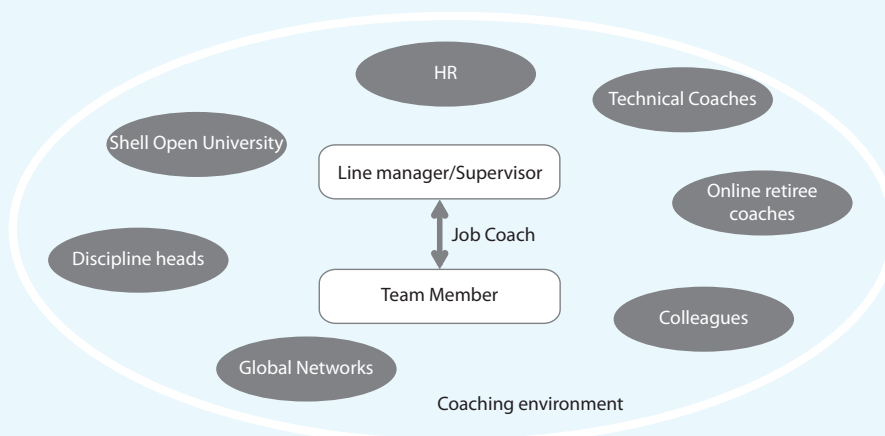 HR
Technical Coaches
Shell Open University
Line manager/Supervisor
Online retiree
coaches
Job Coach
Discipline heads
Team Member
Colleagues
Global Networks
Coaching environment